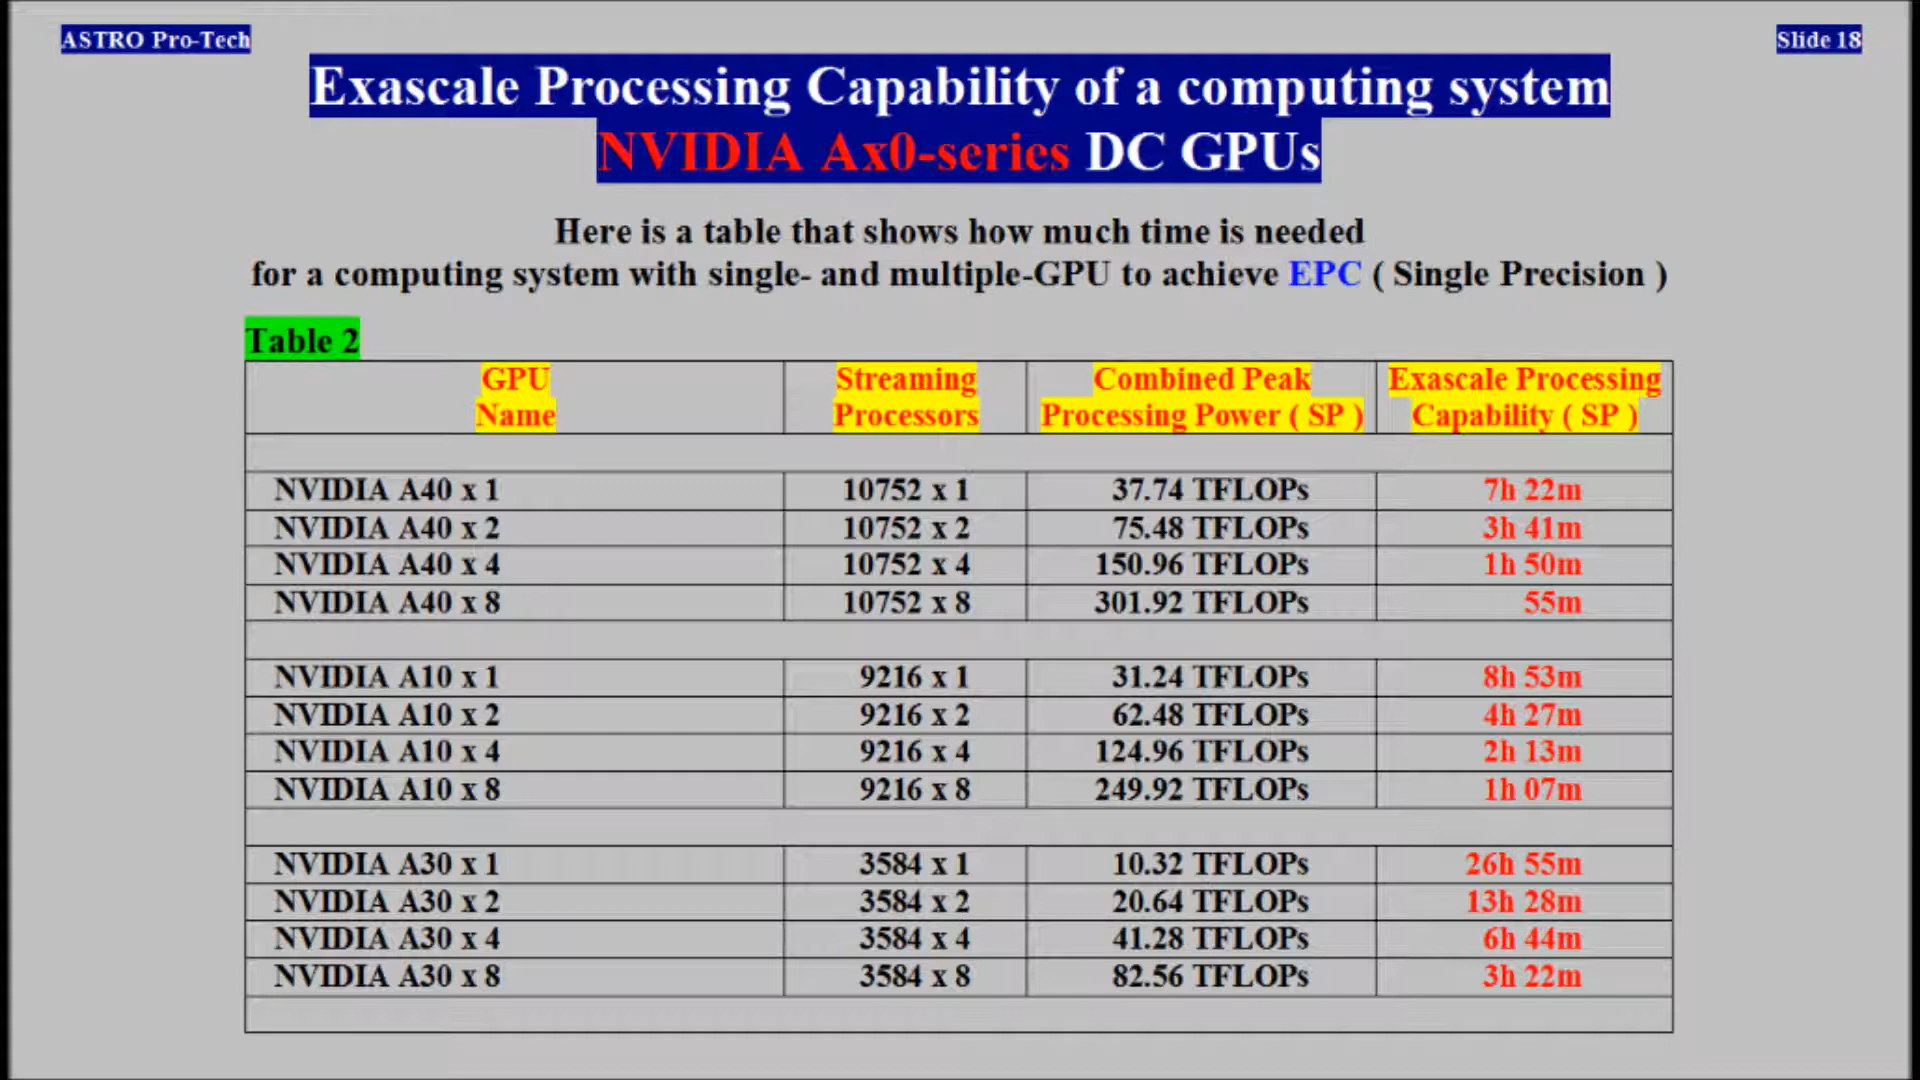 ASTRO Pro-Tech
Slide 18
Exascale Processing Capability of a computing system
NVIDIA Ax0-series DC GPUs
Here is a table that shows how much time is needed
for a computing system with single- and multiple-GPU to achieve EPC ( Single Precision )
Table 2
GPU Name Streaming Processors Combined Peak Processing Power ( SP ) Exascale Processing Capability ( SP )
NVIDIA A40 x 1 10752 x 1 37.74 TFLOPs 7h 22m
NVIDIA A40 x 2 10752 x 2 75.48 TFLOPs 3h 41m
NVIDIA A40 x 4 10752 x 4 150.96 TFLOPs 1h 50m
NVIDIA A40 x 8 10752 x 8 301.92 TFLOPs 55m
NVIDIA A10 x 1 9216 x 1 31.24 TFLOPs 8h 53m
NVIDIA A10 x 2 9216 x 2 62.48 TFLOPs 4h 27m
NVIDIA A10 x 4 9216 x 4 124.96 TFLOPs 2h 13m
NVIDIA A10 x 8 9216 x 8 249.92 TFLOPs 1h 07m
NVIDIA A30 x 1 3584 x 1 10.32 TFLOPs 26h 55m
NVIDIA A30 x 2 3584 x 2 20.64 TFLOPs 13h 28m
NVIDIA A30 x 4 3584 x 4 41.28 TFLOPs 6h 44m
NVIDIA A30 x 8 3584 x 8 82.56 TFLOPs 3h 22m